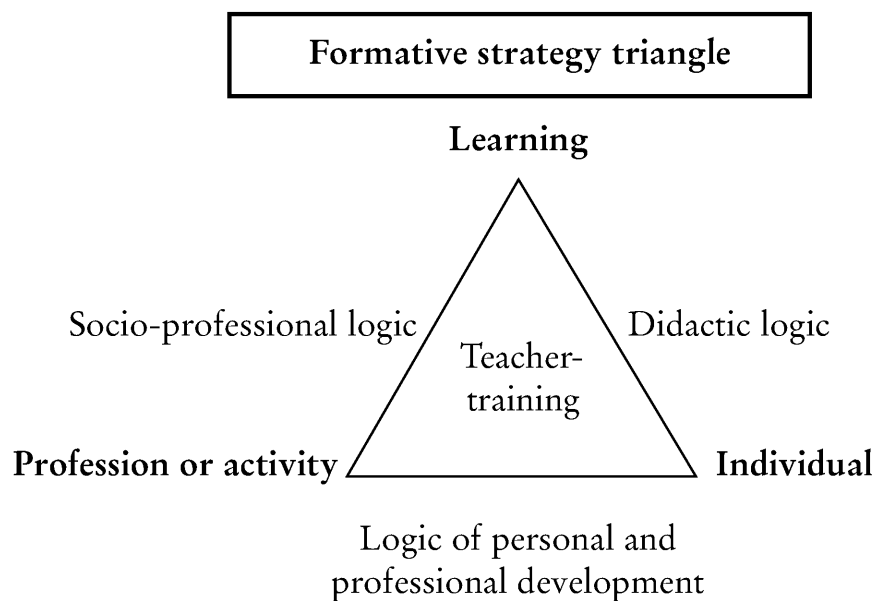 Formative strategy triangle
Learning
Socio-professional logic
Didactic logic
Teacher-
training
Profession or activity
Individual
Logic of personal and
professional development